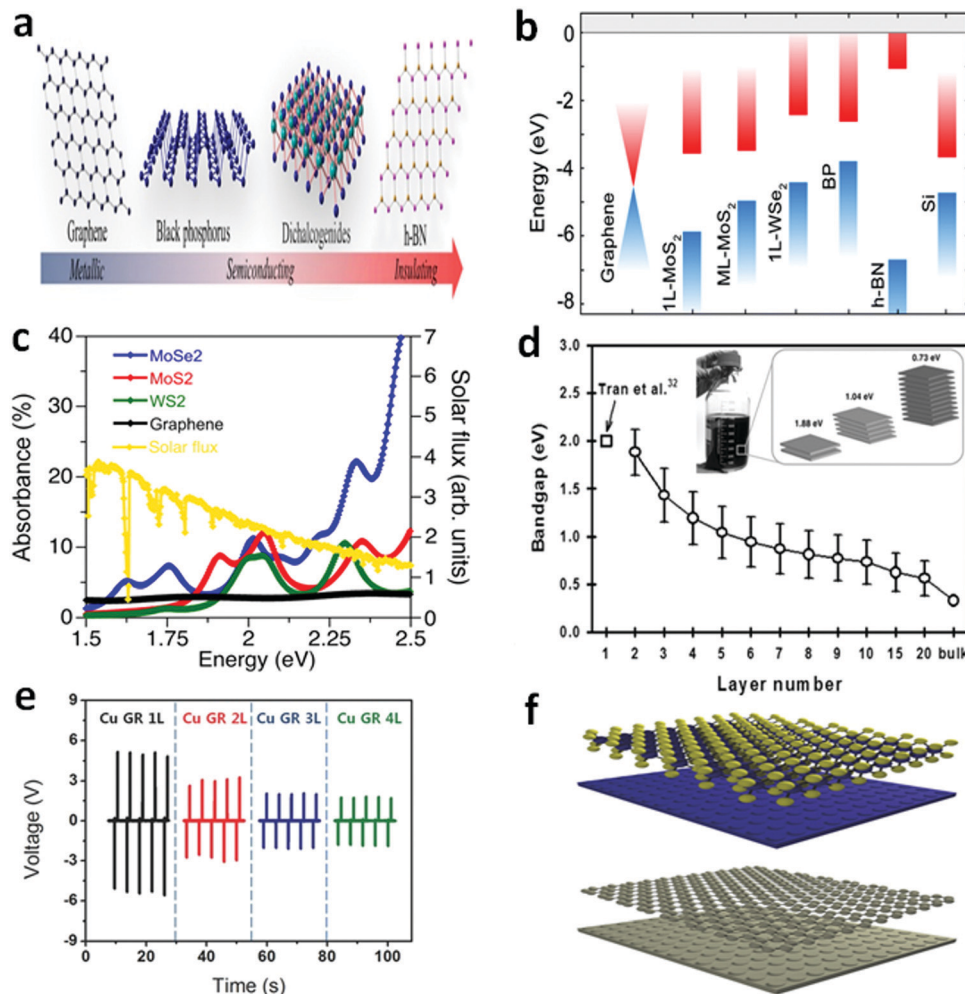 a
Graphene
Black phosphorus
Dichalcogenides
h-BN
Metallic
Semiconducting
Insulating
b
Energy (eV)
0
-2
-4
-6
-8
Graphene
1L-MoS2
ML-MoS2
1L-WSe2
BP
h-BN
Si
c
Absorbance (%)
40
30
20
10
0
MoSe2
MoS2
WS2
Graphene
Solar flux
7
6
5
4
3
2
1
0
Solar flux (arb. units)
1.5 1.75 2 2.25 2.5
Energy (eV)
d
Bandgap (eV)
3.0
2.5
2.0
1.5
1.0
0.5
0.0
Tran et al.32
1.88 eV
1.04 eV
0.73 eV
1 2 3 4 5 6 7 8 9 10 15 20 bulk
Layer number
e
Voltage (V)
9
6
3
0
-3
-6
-9
Cu GR 1L Cu GR 2L Cu GR 3L Cu GR 4L
0 20 40 60 80 100
Time (s)
f